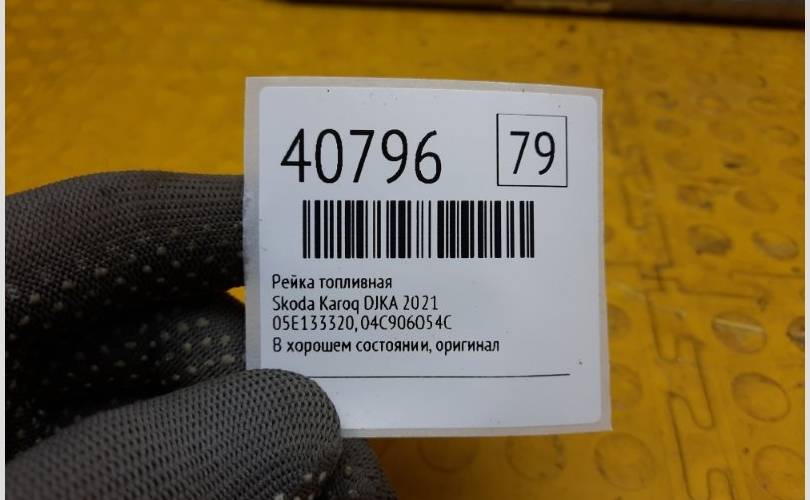 40796
79
Рейка топливная
Skoda Karoq DJKA 2021
05E133320, 04C906054C
В хорошем состоянии, оригинал